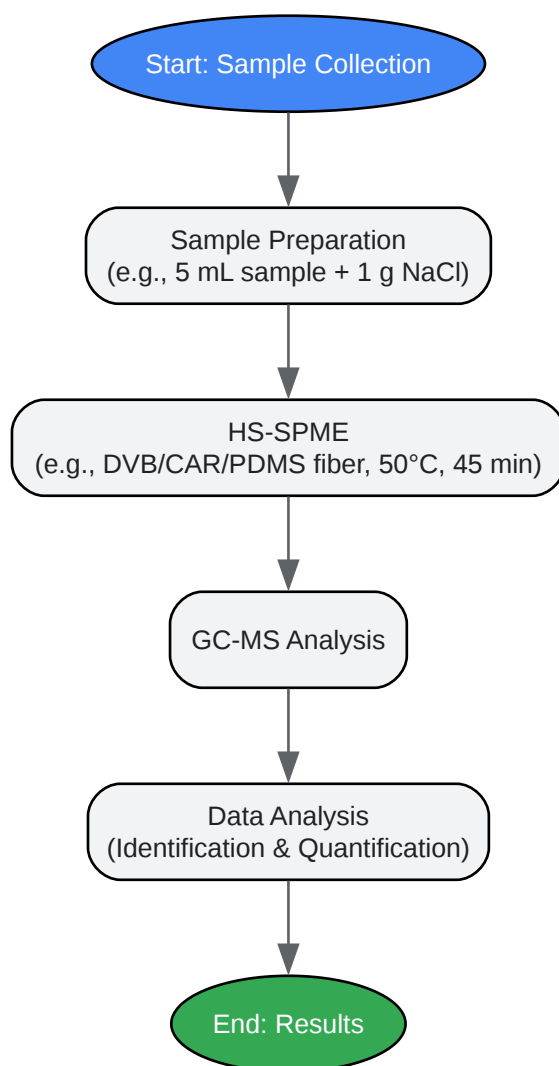 Start: Sample Collection
Sample Preparation
(e.g., 5 mL sample + 1 g NaCl)
HS-SPME
(e.g., DVB/CAR/PDMS fiber, 50°C, 45 min)
GC-MS Analysis
Data Analysis
(Identification & Quantification)
End: Results